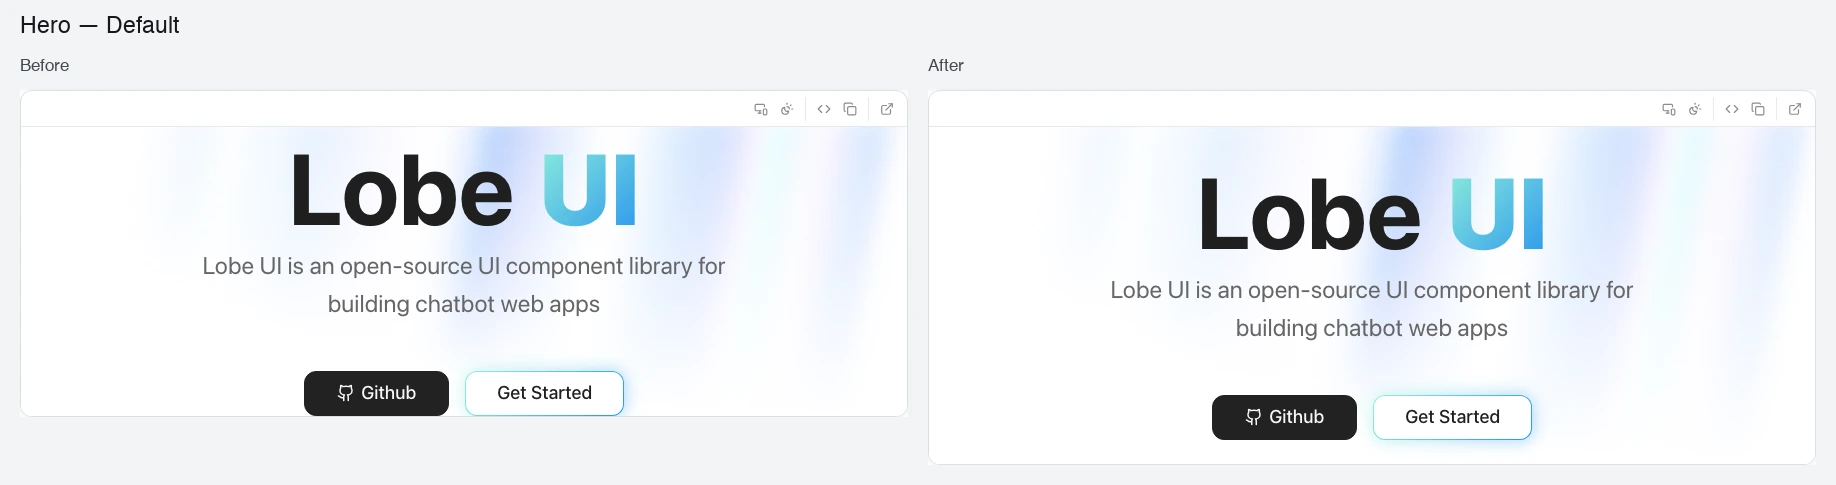 Hero — Default
Before
Lobe UI
Lobe UI is an open-source UI component library for
building chatbot web apps
Github
Get Started
After
Lobe UI
Lobe UI is an open-source UI component library for
building chatbot web apps
Github
Get Started